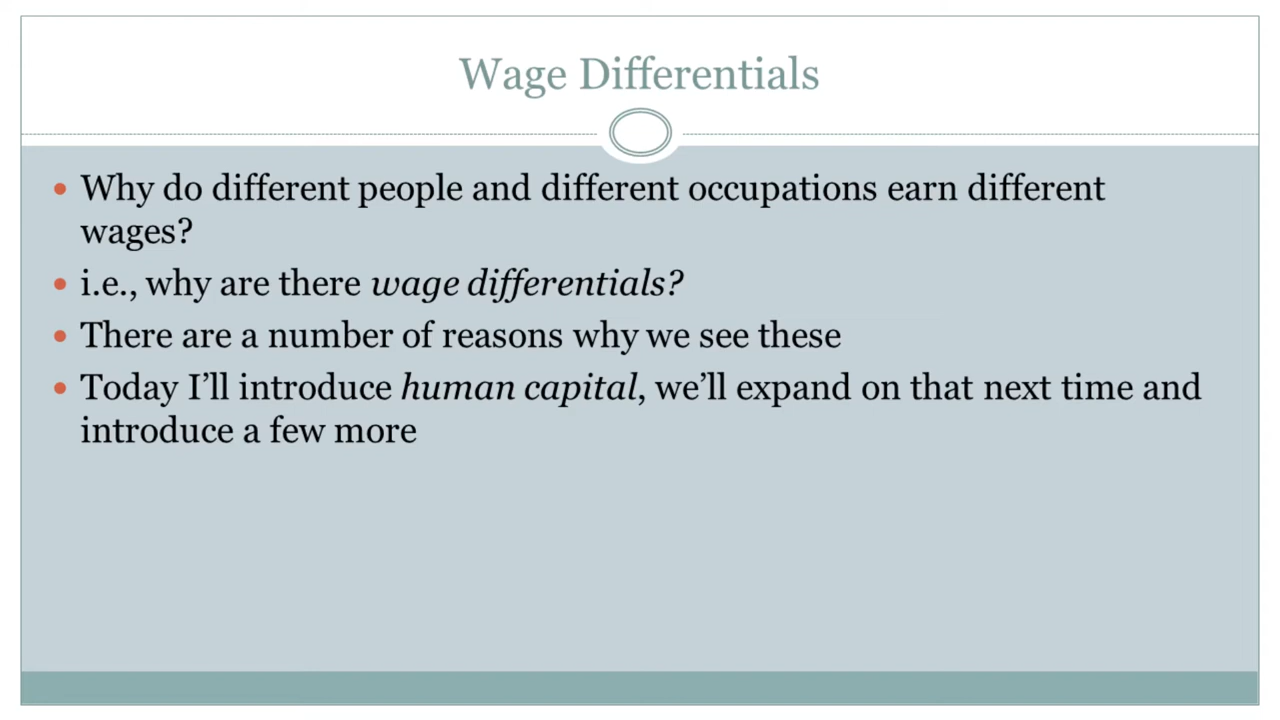 Wage Differentials
• Why do different people and different occupations earn different
wages?
• i.e., why are there wage differentials?
• There are a number of reasons why we see these
• Today I’ll introduce human capital, we’ll expand on that next time and
introduce a few more